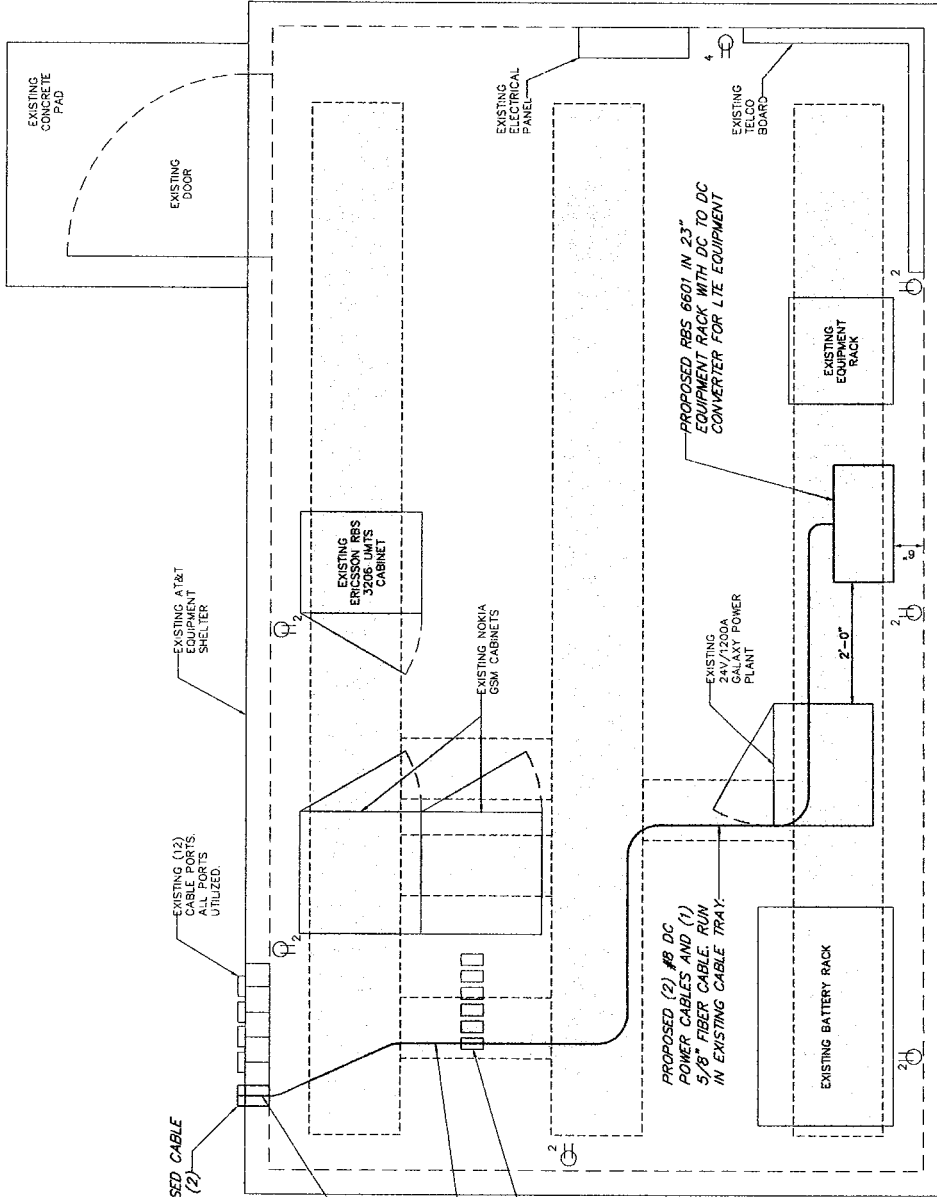 EXISTING
CONCRETE
PAD
EXISTING
DOOR
EXISTING AT&T
EQUIPMENT
SHELTER
EXISTING (12)
CABLE PORTS.
ALL PORTS
UTILIZED.
SED CABLE
(2)
2
2
EXISTING
ERICSSON RBS
3206 UMTS
CABINET
EXISTING NOKIA
GSM CABINETS
EXISTING
ELECTRICAL
PANEL
4
EXISTING
TELCO
BOARD
PROPOSED RBS 6601 IN 23"
EQUIPMENT RACK WITH DC TO DC
CONVERTER FOR LTE EQUIPMENT
EXISTING
24V/1200A
GALAXY POWER
PLANT
PROPOSED (2) #8 DC
POWER CABLES AND (1)
5/8" FIBER CABLE. RUN
IN EXISTING CABLE TRAY.
2
EXISTING BATTERY RACK
2'-0"
6"
EXISTING
EQUIPMENT
RACK
2
2
2